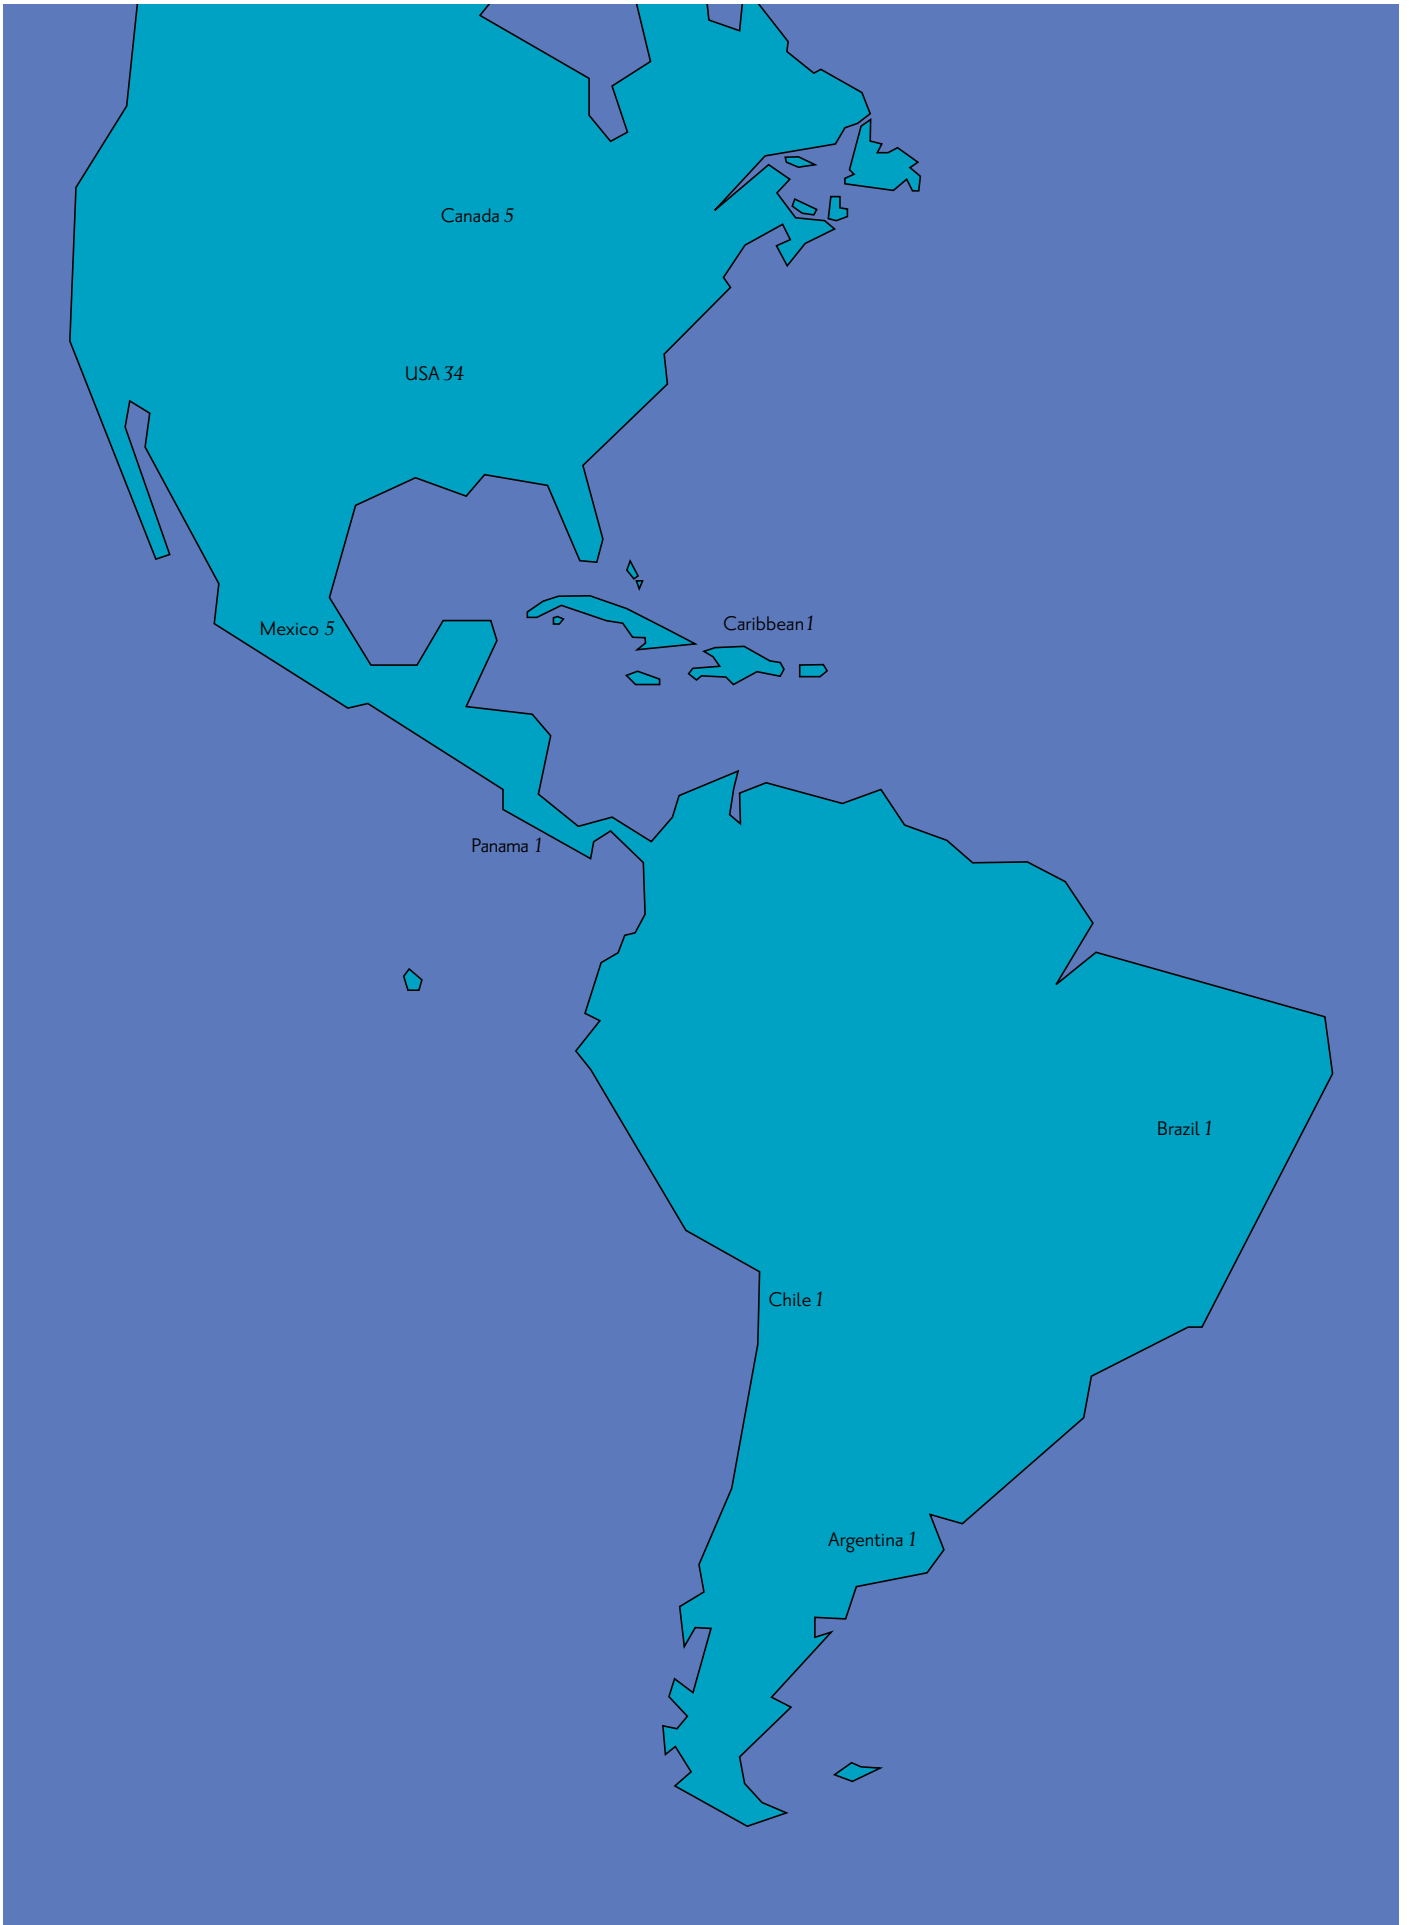 Canada 5
USA 34
Caribbean 1
Mexico 5
Panama 1
Brazil 1
Chile 1
Argentina 1